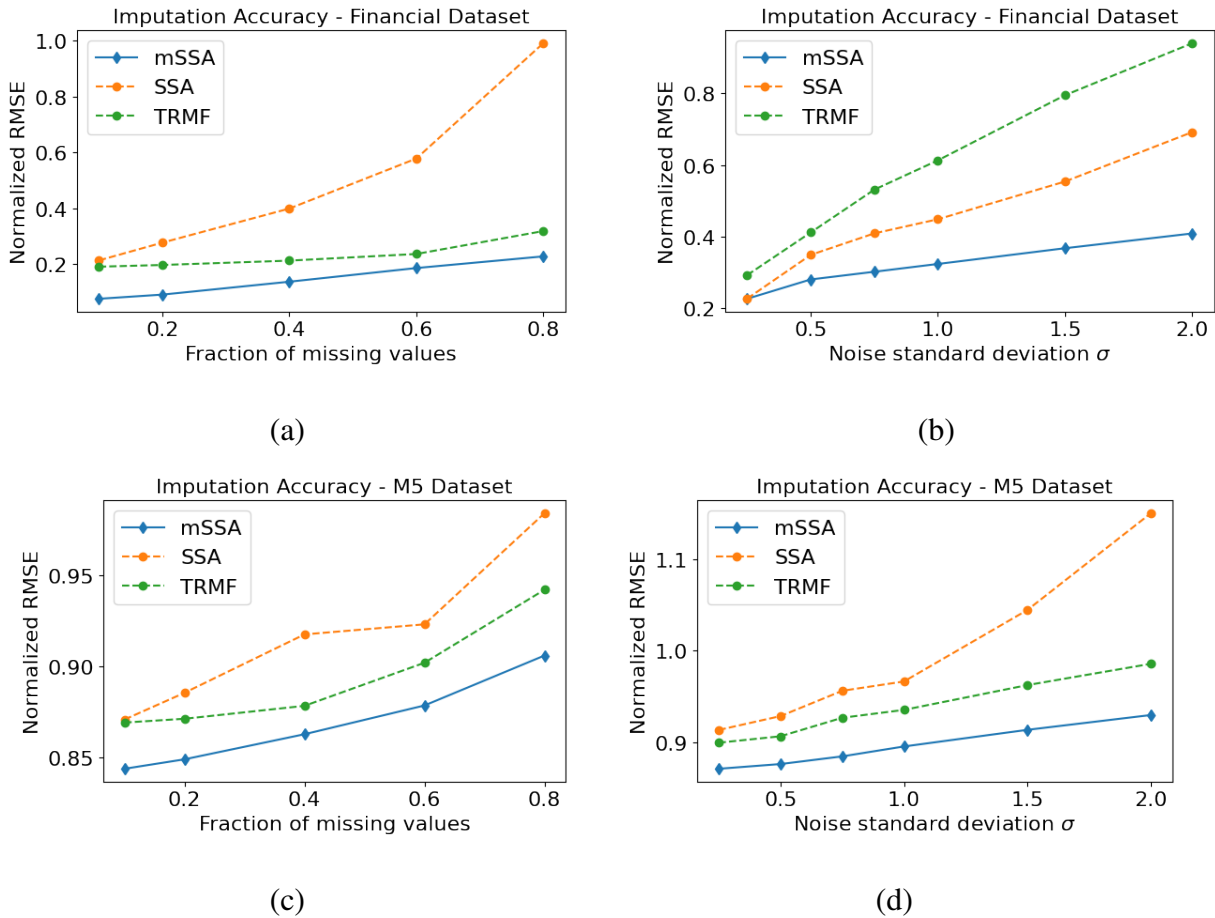 Imputation Accuracy - Financial Dataset
1.0
0.8
0.6
0.4
0.2
Normalized RMSE
mSSA
SSA
TRMF
0.2 0.4 0.6 0.8
Fraction of missing values
(a)
Imputation Accuracy - Financial Dataset
0.8
0.6
0.4
0.2
Normalized RMSE
mSSA
SSA
TRMF
0.5 1.0 1.5 2.0
Noise standard deviation σ
(b)
Imputation Accuracy - M5 Dataset
0.95
0.90
0.85
Normalized RMSE
mSSA
SSA
TRMF
0.2 0.4 0.6 0.8
Fraction of missing values
(c)
Imputation Accuracy - M5 Dataset
1.1
1.0
0.9
Normalized RMSE
mSSA
SSA
TRMF
0.5 1.0 1.5 2.0
Noise standard deviation σ
(d)